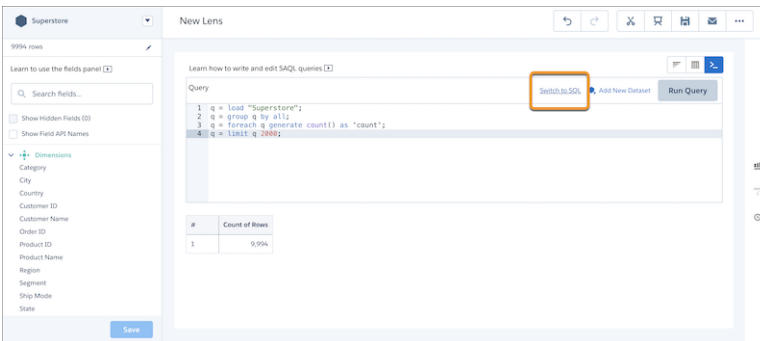 Superstore
New Lens
9994 rows
Learn to use the fields panel
Search fields...
Show Hidden Fields (0)
Show Field API Names
Dimensions
Category
City
Country
Customer ID
Customer Name
Order ID
Product ID
Product Name
Region
Segment
Ship Mode
State
Save
Learn how to write and edit SAQL queries
Query
Switch to SQL
Add New Dataset
Run Query
1 q = load "Superstore";
2 q = group q by all;
3 q = foreach q generate count() as 'count';
4 q = limit q 2000;
# Count of Rows
1 9,994